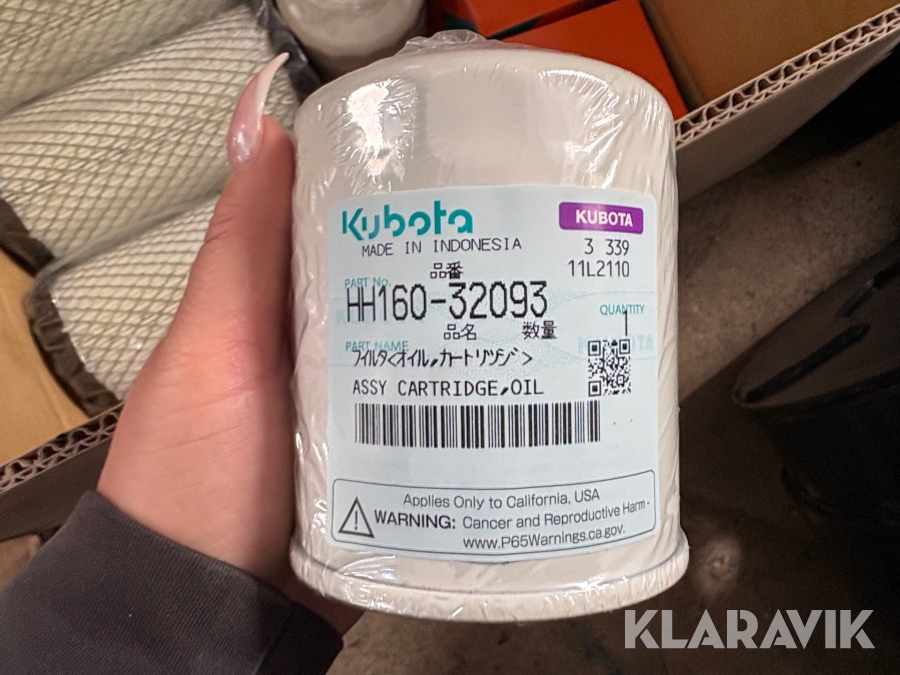 Kubota
KUBOTA
MADE IN INDONESIA
3 339
11L2110
品番
PART No.
HH160-32093
品名 数量
QUANTITY
1
PART NAME
フィルタ<オイル,カートリツジ>
ASSY CARTRIDGE,OIL
Applies Only to California, USA
WARNING: Cancer and Reproductive Harm -
www.P65Warnings.ca.gov.
KLARAVIK